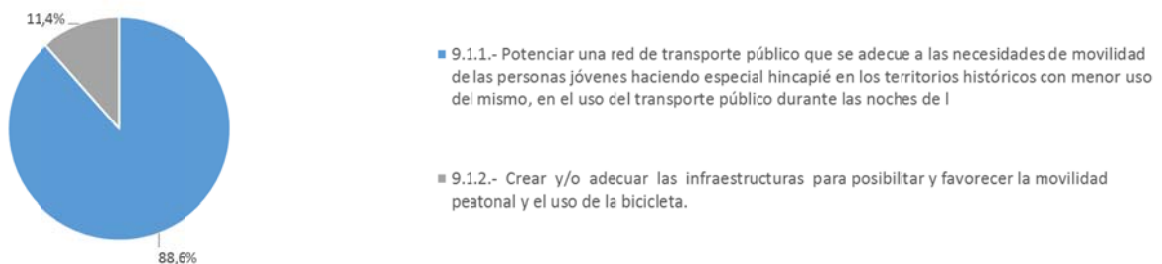 11,4%
9.1.1.- Potenciar una red de transporte público que se adecue a las necesidades de movilidad
de las personas jóvenes haciendo especial hincapié en los territorios históricos con menor uso
del mismo, en el uso del transporte público durante las noches de l
9.1.2.- Crear y/o adecuar las infraestructuras para posibilitar y favorecer la movilidad
peatonal y el uso de la bicicleta.
88,6%